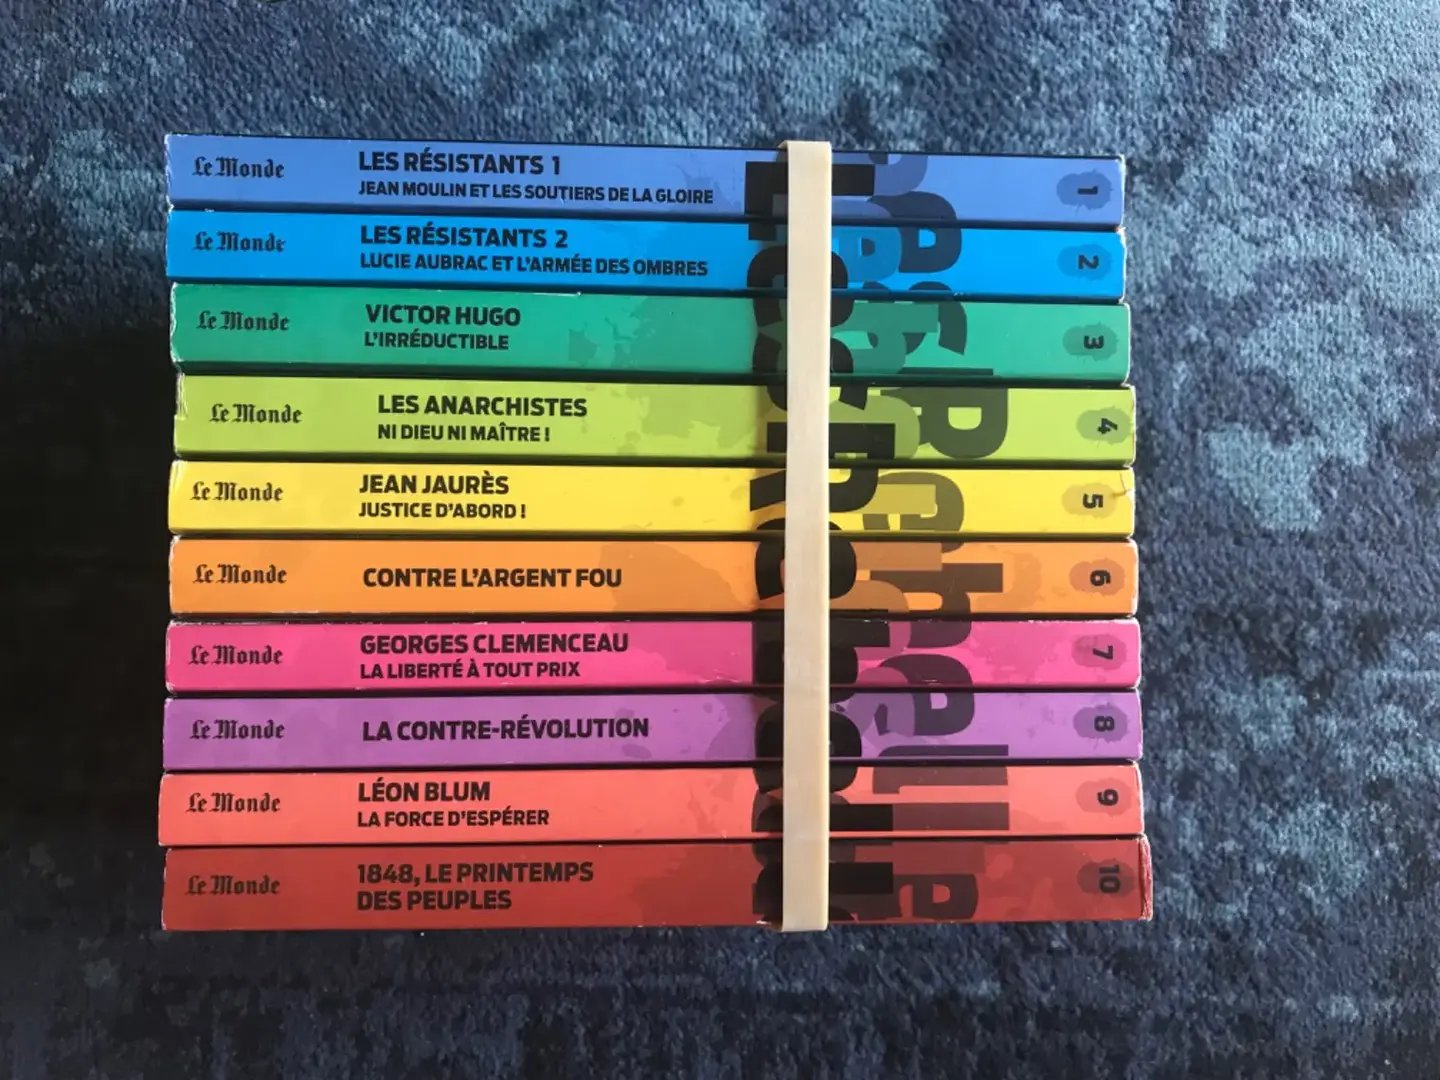 Le Monde
LES RÉSISTANTS 1
JEAN MOULIN ET LES SOUTIERS DE LA GLOIRE
1
Le Monde
LES RÉSISTANTS 2
LUCIE AUBRAC ET L'ARMÉE DES OMBRES
2
Le Monde
VICTOR HUGO
L'IRRÉDUCTIBLE
3
Le Monde
LES ANARCHISTES
NI DIEU NI MAÎTRE !
4
Le Monde
JEAN JAURÈS
JUSTICE D'ABORD !
5
Le Monde
CONTRE L'ARGENT FOU
6
Le Monde
GEORGES CLEMENCEAU
LA LIBERTÉ À TOUT PRIX
7
Le Monde
LA CONTRE-RÉVOLUTION
8
Le Monde
LÉON BLUM
LA FORCE D'ESPÉRER
9
Le Monde
1848, LE PRINTEMPS
DES PEUPLES
10